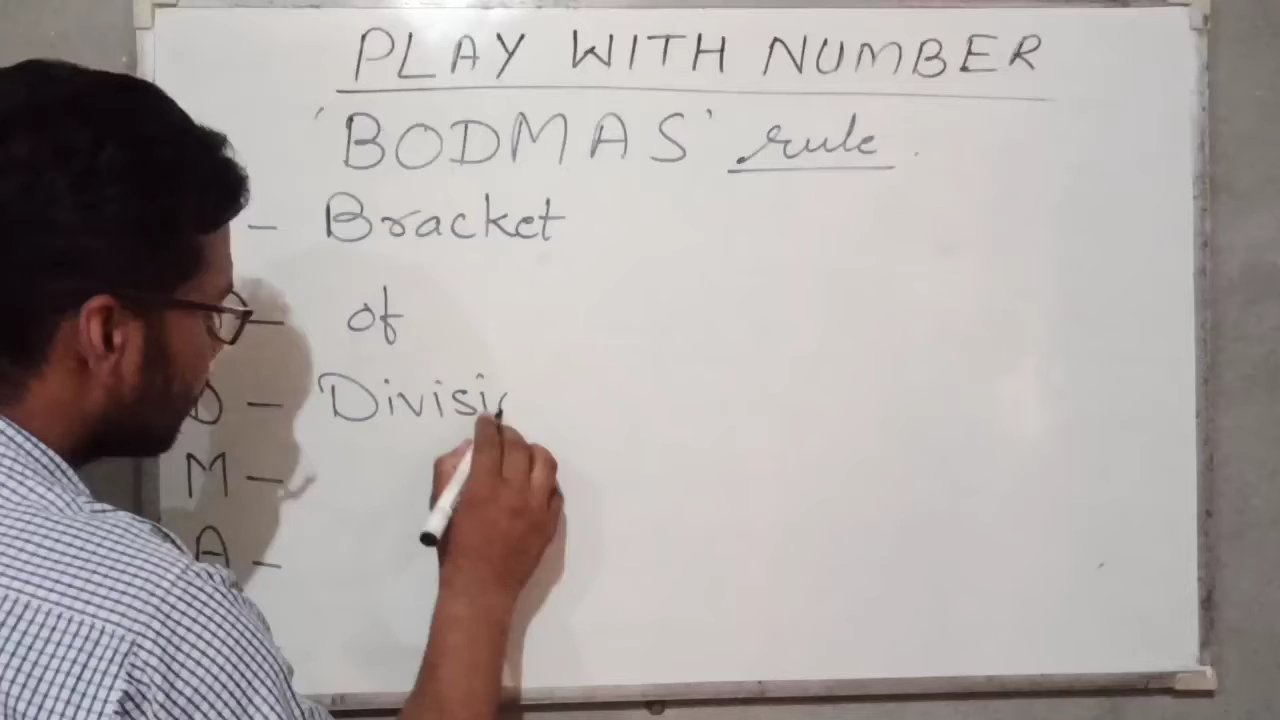 PLAY WITH NUMBER
'BODMAS' rule.
- Bracket
- of
D - Divisi
M -
A -